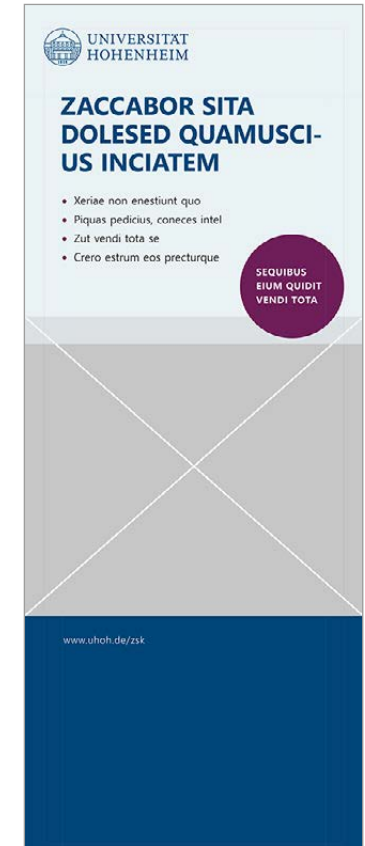 UNIVERSITÄT
HOHENHEIM
ZACCABOR SITA
DOLESED QUAMUSCI-
US INCIATEM
• Xeriae non enestiunt quo
• Piquas pedicius, coneces intel
• Zut vendi tota se
• Crero estrum eos precturque
SEQUIBUS
EIUM QUIDIT
VENDI TOTA
www.uhoh.de/zsk